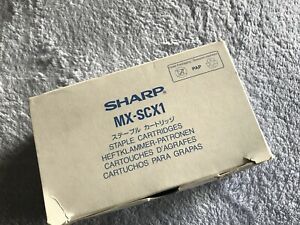 SHARP
MX-SCX1
ステープル カートリッジ
STAPLE CARTRIDGES
HEFTKLAMMER-PATRONEN
CARTOUCHES D'AGRAFES
CARTUCHOS PARA GRAPAS
PAP